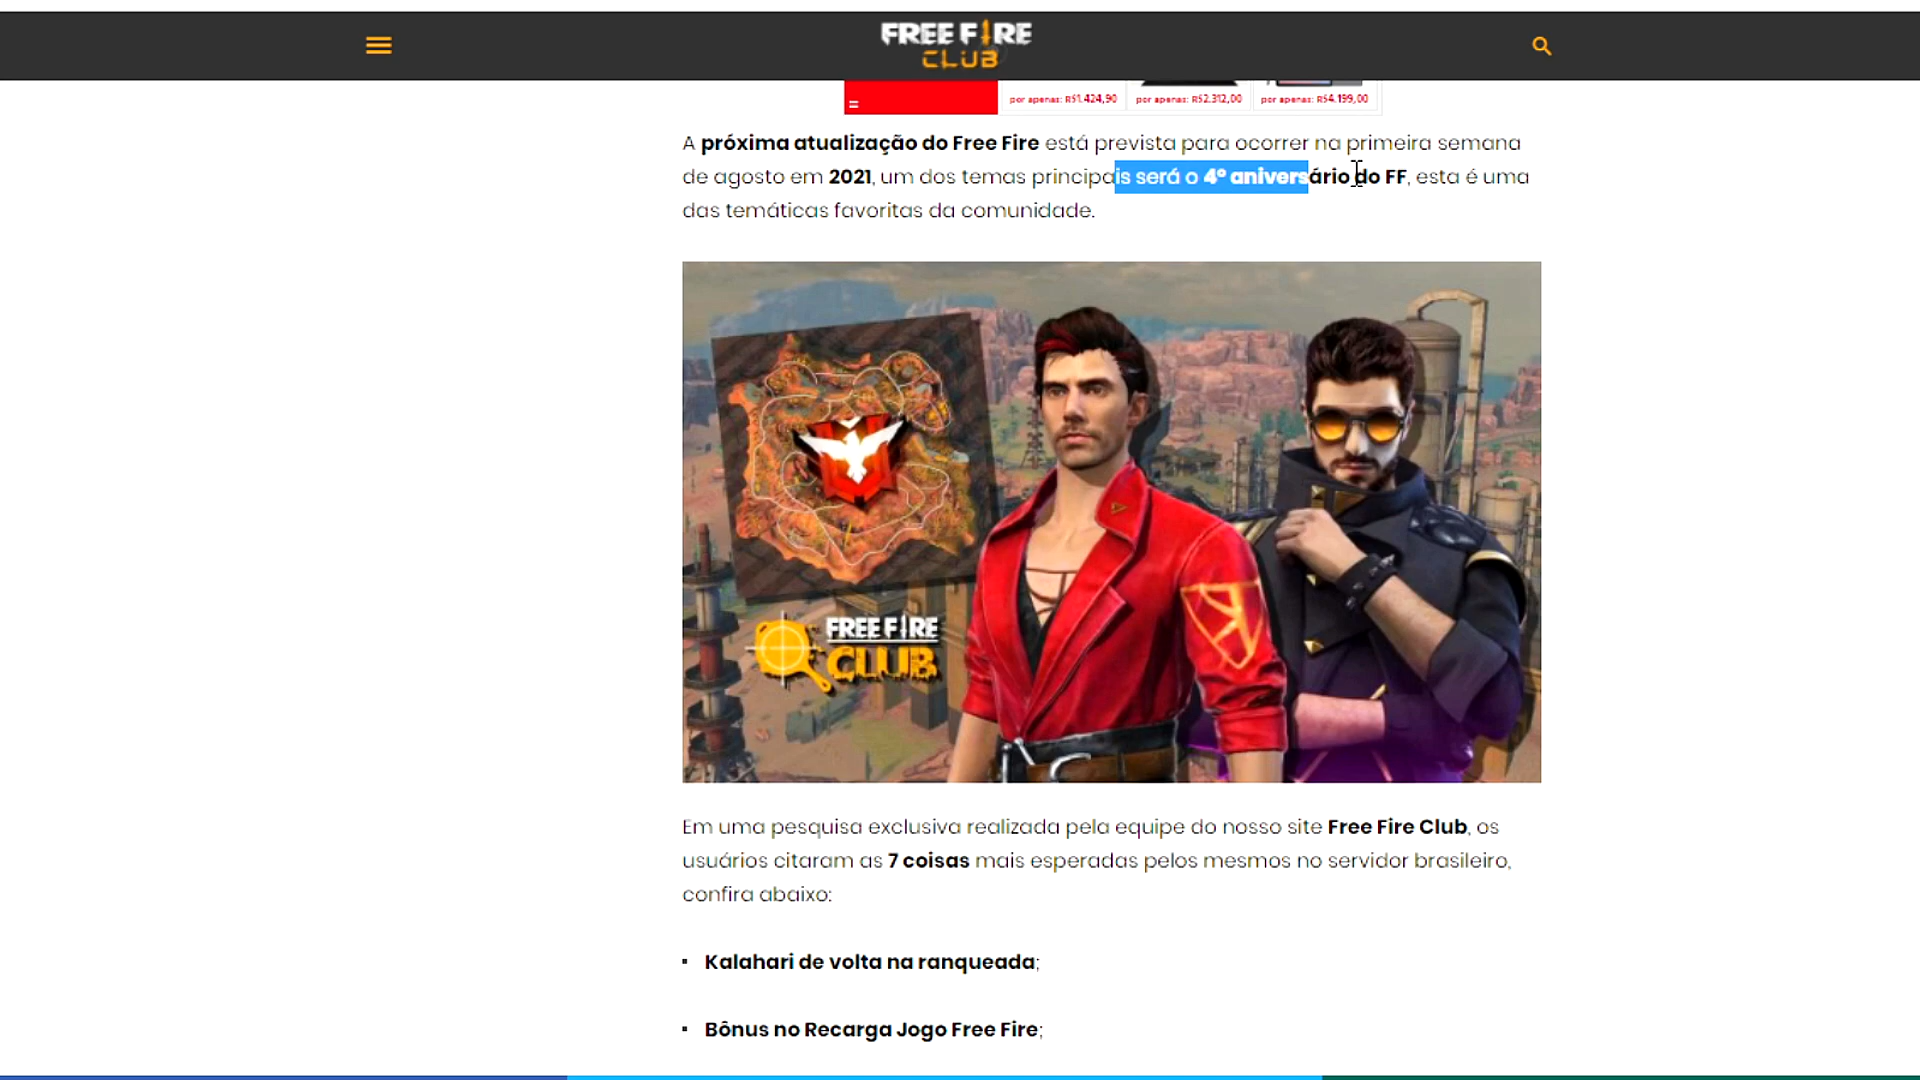 FREE FIRE
CLUB
por apenas: R$1.424,90 por apenas: R$2.312,00 por apenas: R$4.199,00
A próxima atualização do Free Fire está prevista para ocorrer na primeira semana
de agosto em 2021, um dos temas principais será o 4º aniversário do FF, esta é uma
das temáticas favoritas da comunidade.
FREE FIRE
CLUB
Em uma pesquisa exclusiva realizada pela equipe do nosso site Free Fire Club, os
usuários citaram as 7 coisas mais esperadas pelos mesmos no servidor brasileiro,
confira abaixo:
▪ Kalahari de volta na ranqueada;
▪ Bônus no Recarga Jogo Free Fire;